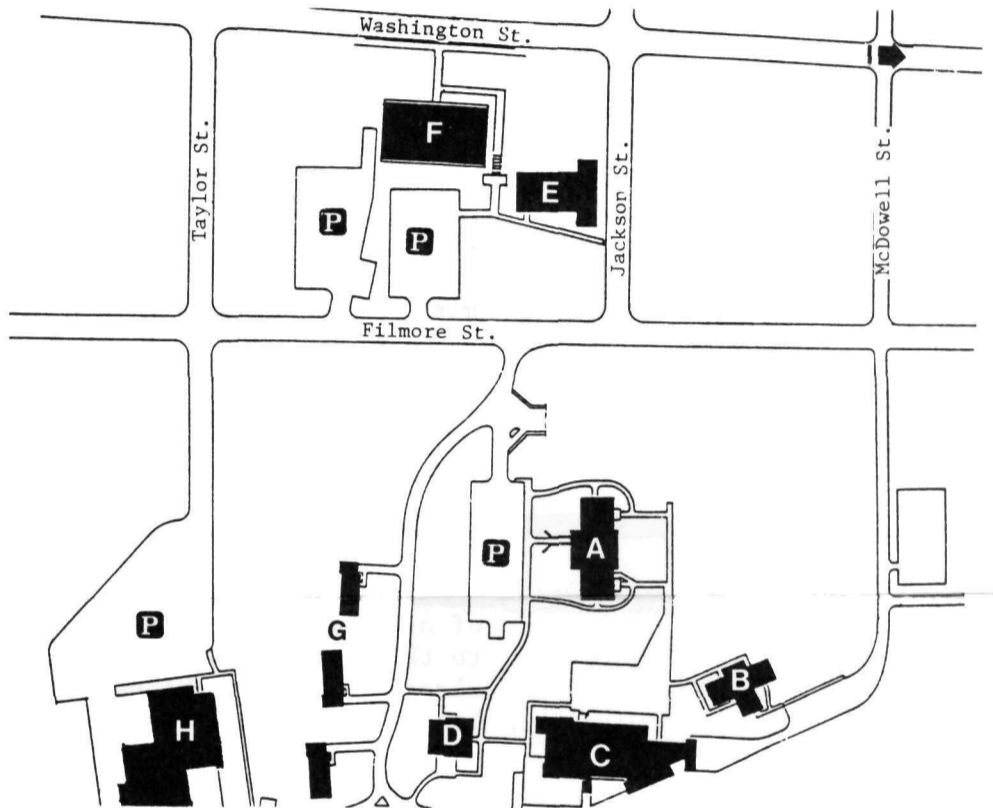 Washington St.
F
Taylor St.
E
Jackson St.
McDowell St.
P
P
Filmore St.
A
P
P
G
B
H
D
C